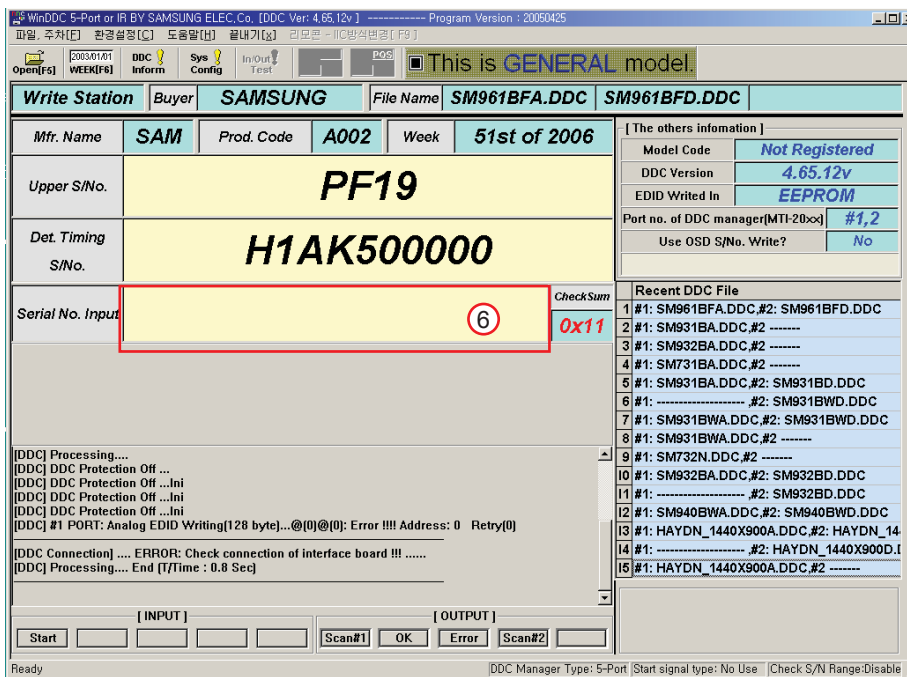 WinDDC 5-Port or IR BY SAMSUNG ELEC,Co, [DDC Ver: 4,65,12v ] ----------- Program Version : 20050425
파일, 주차[F] 환경설정[C] 도움말[H] 끝내기[x] 리모콘 - IIC방식변경[ F9 ]
Open[F5] 2003/01/01 WEEK[F6] DDC Inform Sys Config In/Out Test POS This is GENERAL model.
Write Station Buyer SAMSUNG File Name SM961BFA.DDC SM961BFD.DDC
Mfr. Name SAM Prod. Code A002 Week 51st of 2006
Upper S/No. PF19
Det. Timing S/No. H1AK500000
Serial No. Input 6 CheckSum 0x11
[ The others infomation ]
Model Code Not Registered
DDC Version 4.65.12v
EDID Writed In EEPROM
Port no. of DDC manager(MTI-20xx) #1,2
Use OSD S/No. Write? No
Recent DDC File
1 #1: SM961BFA.DDC,#2: SM961BFD.DDC
2 #1: SM931BA.DDC,#2 -------
3 #1: SM932BA.DDC,#2 -------
4 #1: SM731BA.DDC,#2 -------
5 #1: SM931BA.DDC,#2: SM931BD.DDC
6 #1: ------------------- ,#2: SM931BWD.DDC
7 #1: SM931BWA.DDC,#2: SM931BWD.DDC
8 #1: SM931BWA.DDC,#2 -------
9 #1: SM732N.DDC,#2 -------
10 #1: SM932BA.DDC,#2: SM932BD.DDC
11 #1: ------------------- ,#2: SM932BD.DDC
12 #1: SM940BWA.DDC,#2: SM940BWD.DDC
13 #1: HAYDN_1440X900A.DDC,#2: HAYDN_14
14 #1: ------------------- ,#2: HAYDN_1440X900D.
15 #1: HAYDN_1440X900A.DDC,#2 -------
[DDC] Processing....
[DDC] DDC Protection Off ...
[DDC] DDC Protection Off ...Ini
[DDC] DDC Protection Off ...Ini
[DDC] DDC Protection Off ...Ini
[DDC] #1 PORT: Analog EDID Writing(128 byte)...@(0)@(0): Error !!!! Address: 0 Retry(0)
[DDC Connection] .... ERROR: Check connection of interface board !!! ......
[DDC] Processing.... End (T/Time : 0.8 Sec)
[ INPUT ] [ OUTPUT ]
Start Scan#1 OK Error Scan#2
Ready DDC Manager Type: 5-Port Start signal type: No Use Check S/N Range:Disable